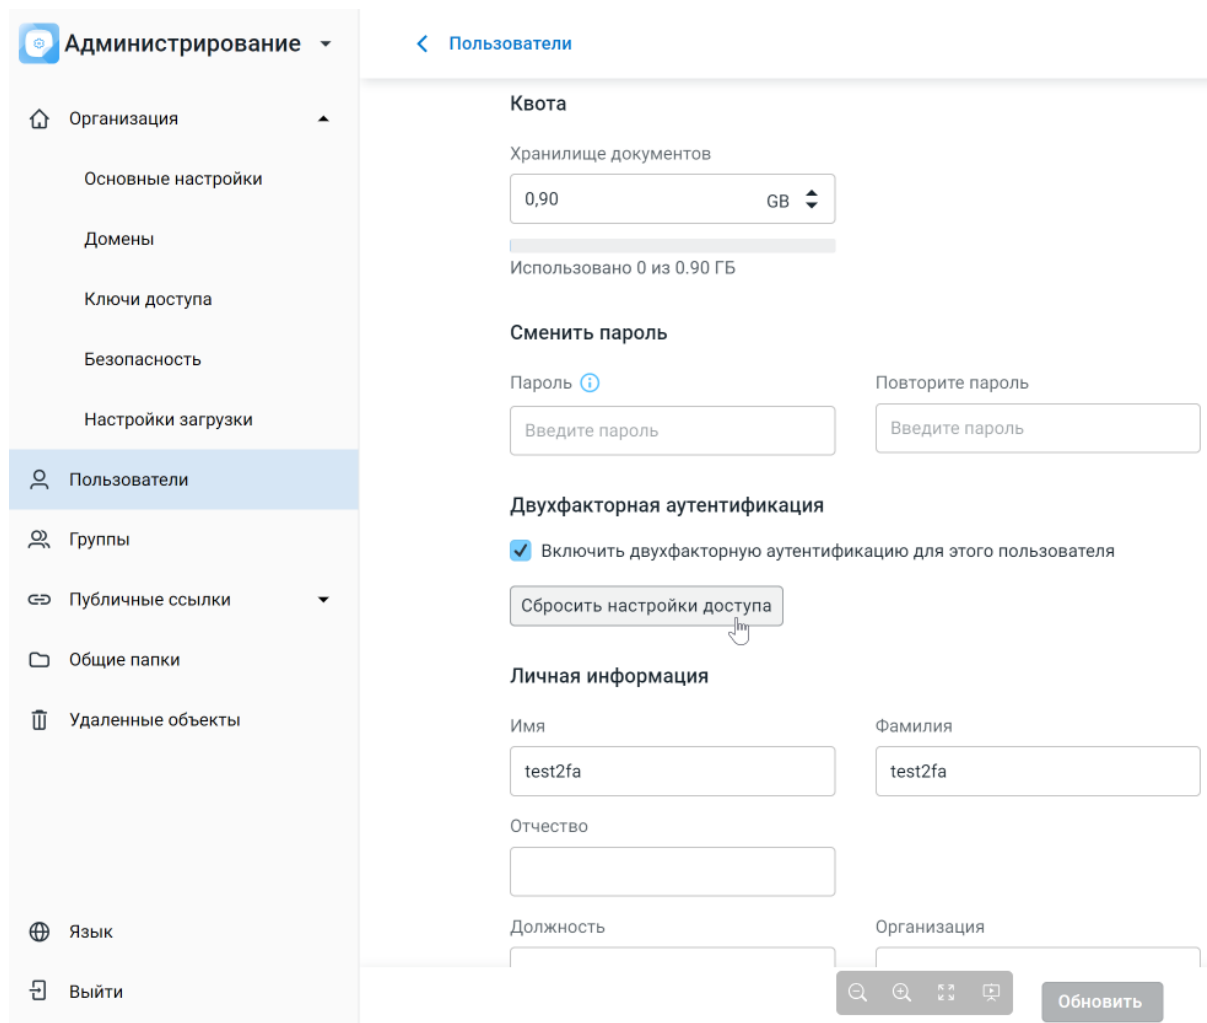 Администрирование
Пользователи
Организация
Основные настройки
Домены
Ключи доступа
Безопасность
Настройки загрузки
Пользователи
Группы
Публичные ссылки
Общие папки
Удаленные объекты
Язык
Выйти
Квота
Хранилище документов
0,90 GB
Использовано 0 из 0.90 ГБ
Сменить пароль
Пароль Повторите пароль
Введите пароль Введите пароль
Двухфакторная аутентификация
Включить двухфакторную аутентификацию для этого пользователя
Сбросить настройки доступа
Личная информация
Имя Фамилия
test2fa test2fa
Отчество
Должность Организация
Обновить